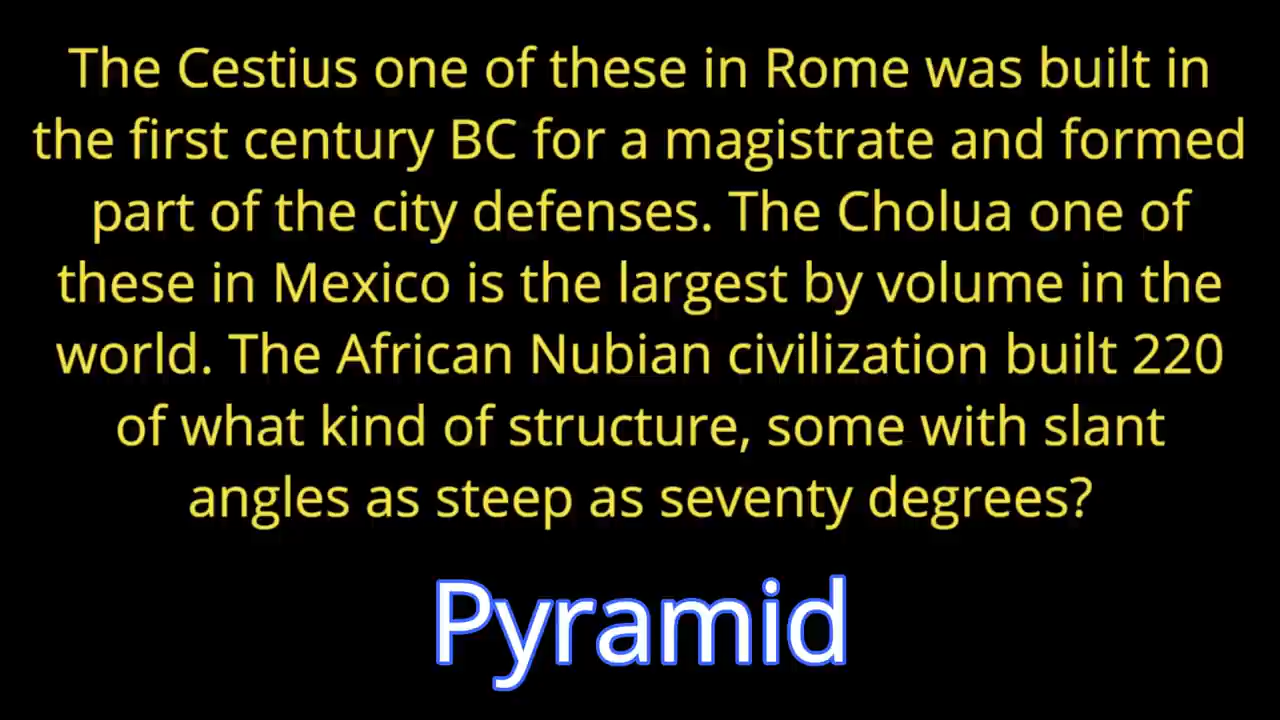 The Cestius one of these in Rome was built in
the first century BC for a magistrate and formed
part of the city defenses. The Cholua one of
these in Mexico is the largest by volume in the
world. The African Nubian civilization built 220
of what kind of structure, some with slant
angles as steep as seventy degrees?
Pyramid